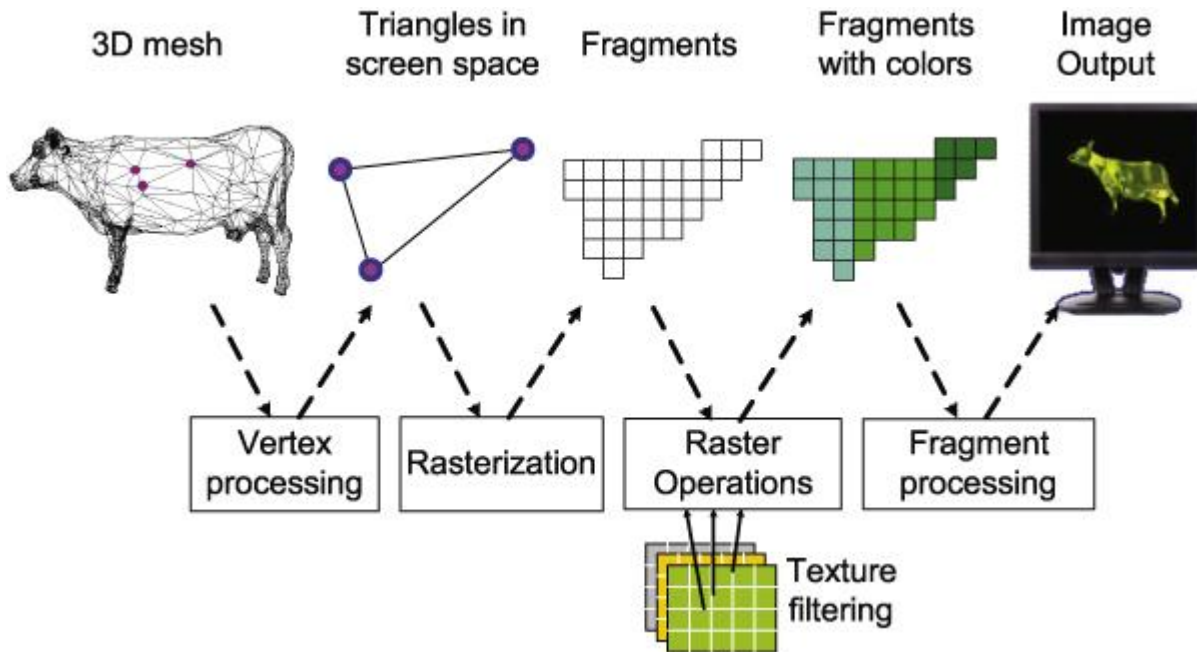 3D mesh
Triangles in
screen space
Fragments
Fragments
with colors
Image
Output
Vertex
processing
Rasterization
Raster
Operations
Fragment
processing
Texture
filtering